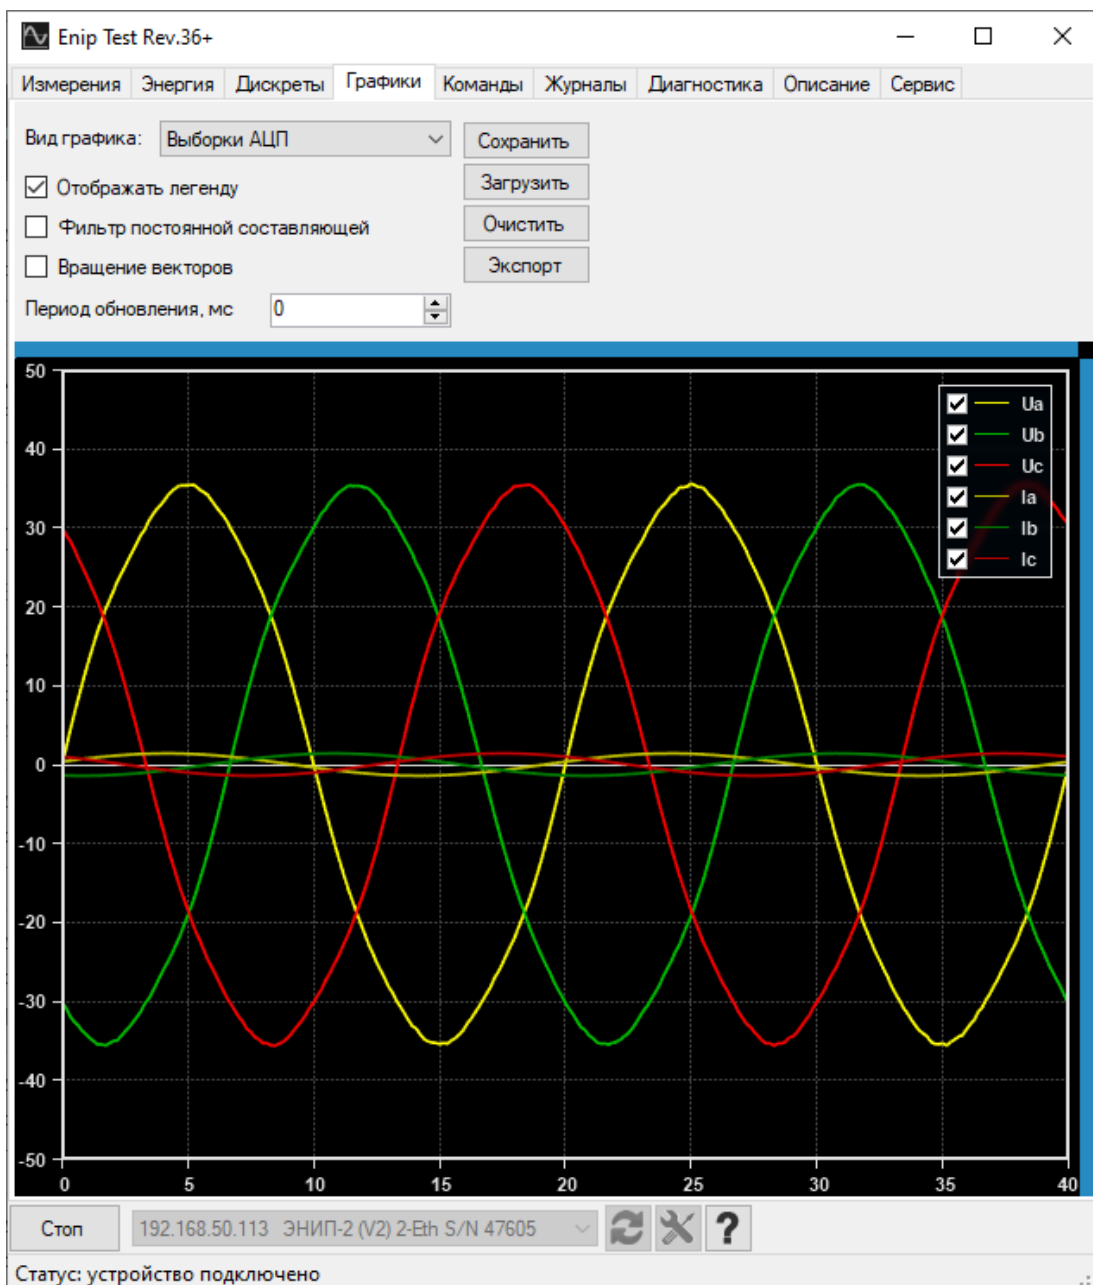 Enip Test Rev.36+
Измерения Энергия Дискреты Графики Команды Журналы Диагностика Описание Сервис
Вид графика: Выборки АЦП Сохранить
Отображать легенду Загрузить
Фильтр постоянной составляющей Очистить
Вращение векторов Экспорт
Период обновления, мс 0
50
40
30
20
10
0
-10
-20
-30
-40
-50
Ua
Ub
Uc
Ia
Ib
Ic
0 5 10 15 20 25 30 35 40
Стоп 192.168.50.113 ЭНИП-2 (V2) 2-Eth S/N 47605 ?
Статус: устройство подключено